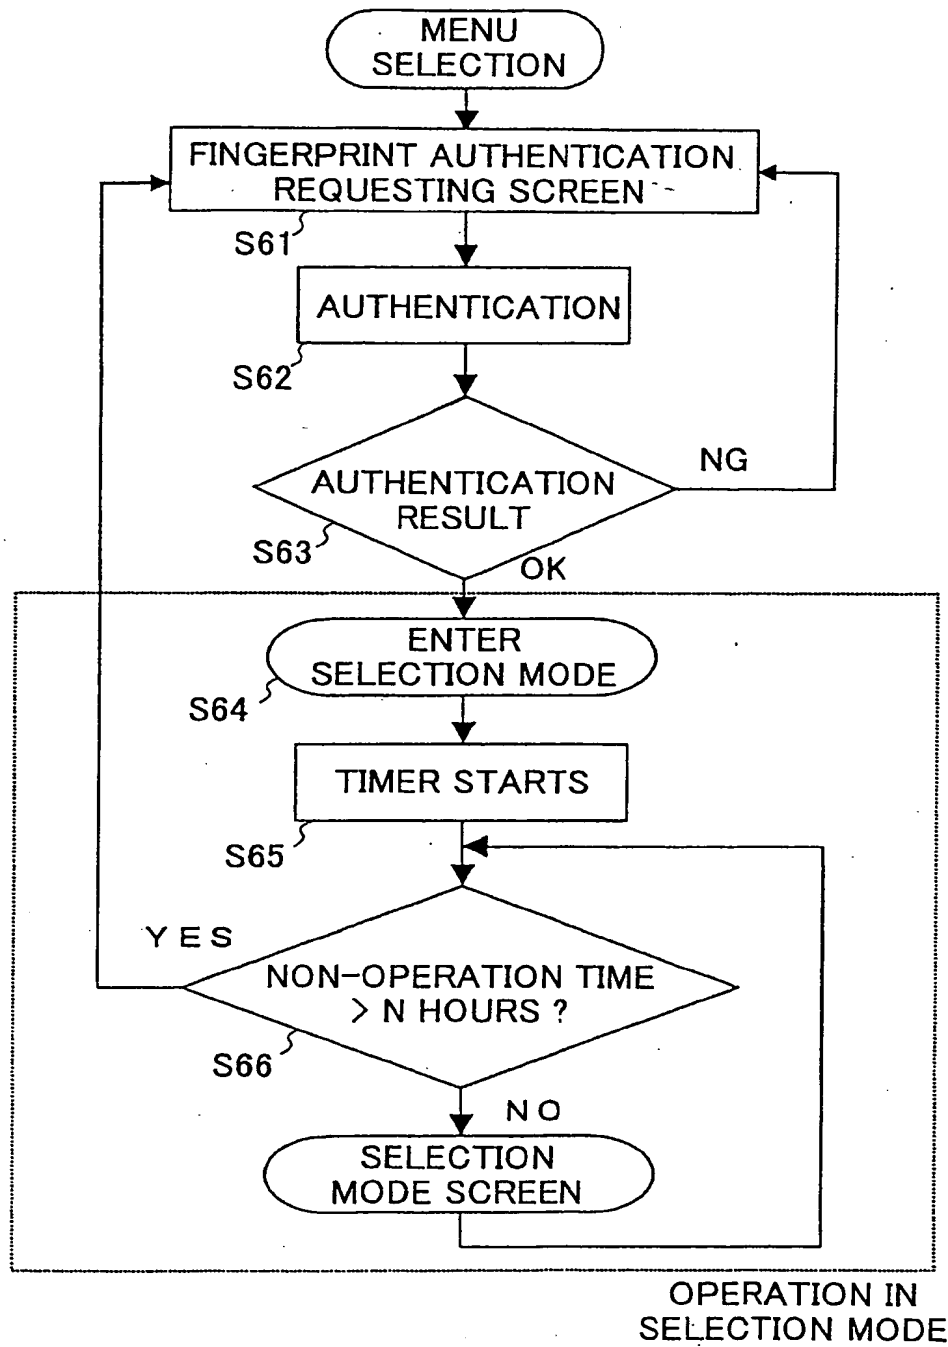 MENU
SELECTION
FINGERPRINT AUTHENTICATION
REQUESTING SCREEN
S61
AUTHENTICATION
S62
NG
AUTHENTICATION
RESULT
S63
OK
ENTER
SELECTION MODE
S64
TIMER STARTS
S65
YES
NON-OPERATION TIME
> N HOURS ?
S66
NO
SELECTION
MODE SCREEN
OPERATION IN
SELECTION MODE